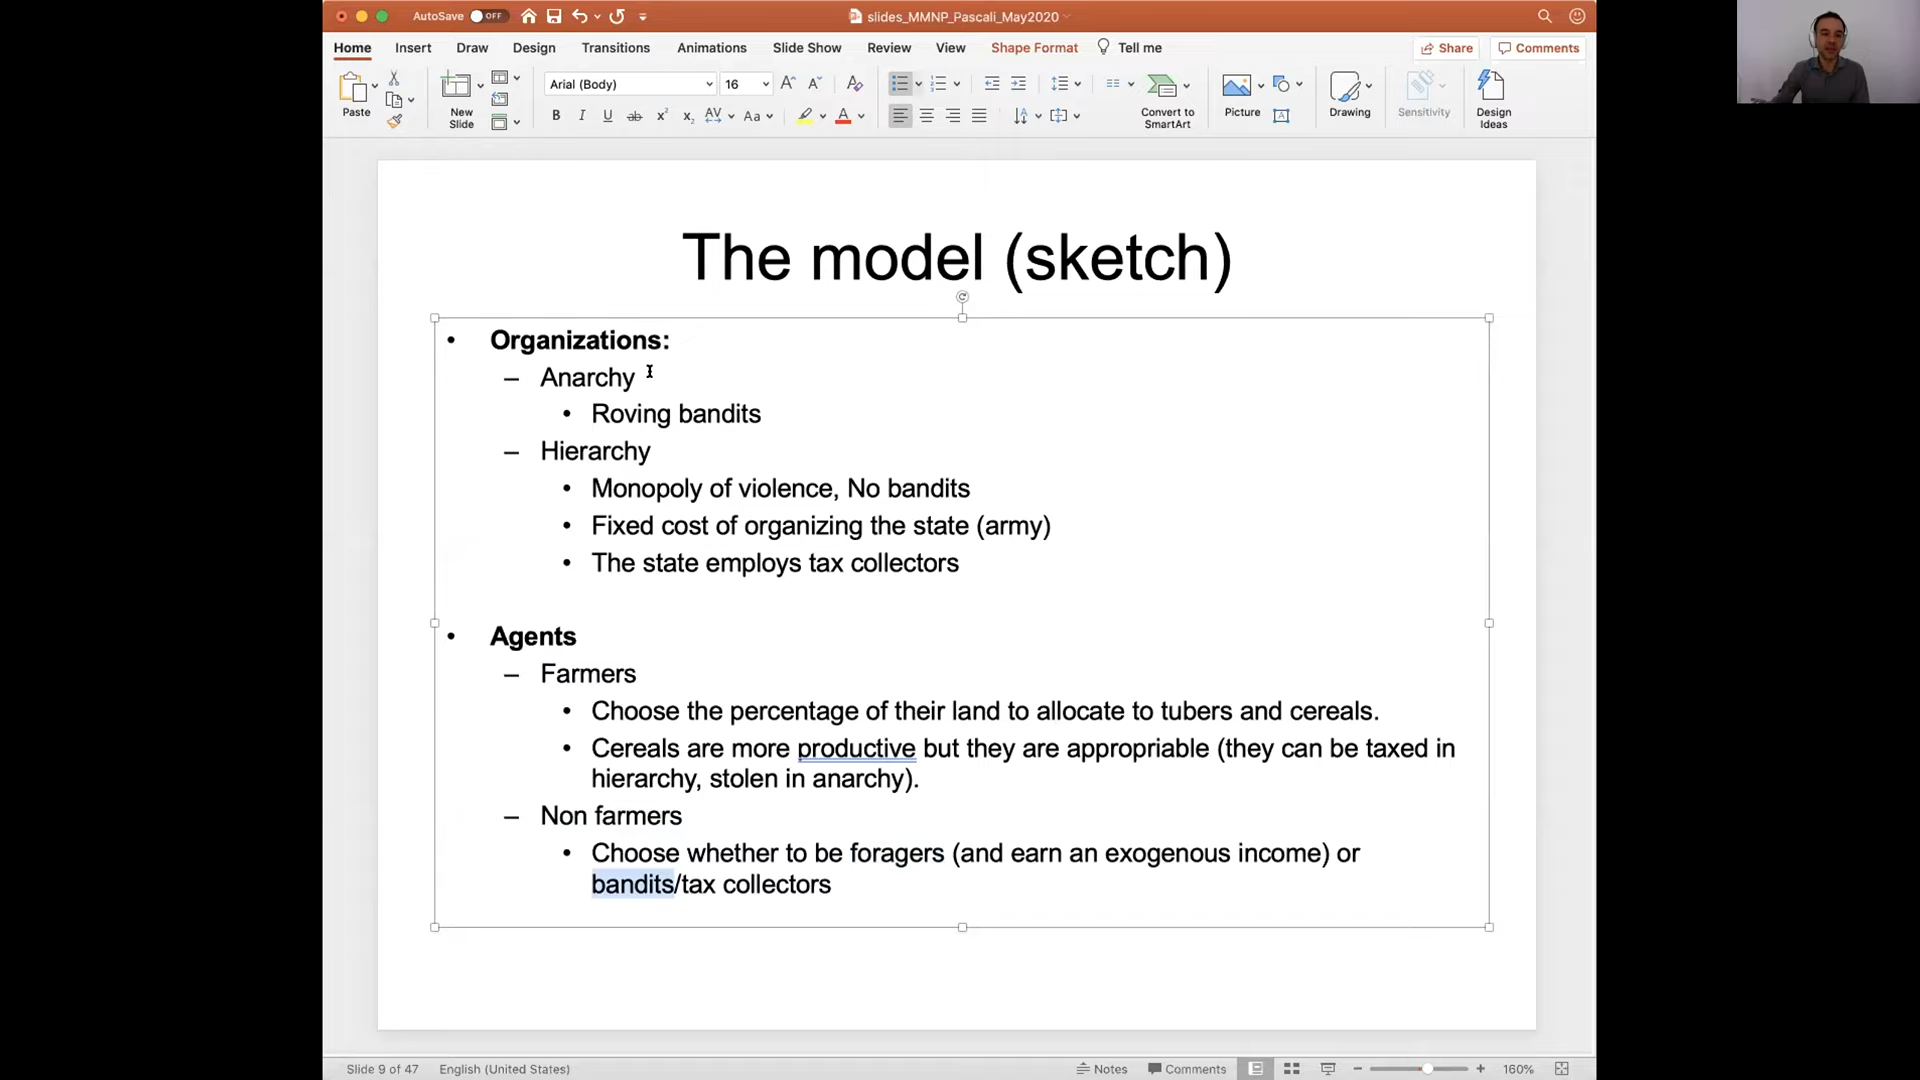 AutoSave OFF
slides_MMNP_Pascali_May2020
Home Insert Draw Design Transitions Animations Slide Show Review View Shape Format Tell me
Share Comments
Paste
New Slide
Arial (Body) 16
Convert to SmartArt
Picture
Drawing
Sensitivity
Design Ideas
The model (sketch)
• Organizations:
– Anarchy
• Roving bandits
– Hierarchy
• Monopoly of violence, No bandits
• Fixed cost of organizing the state (army)
• The state employs tax collectors
• Agents
– Farmers
• Choose the percentage of their land to allocate to tubers and cereals.
• Cereals are more productive but they are appropriable (they can be taxed in
hierarchy, stolen in anarchy).
– Non farmers
• Choose whether to be foragers (and earn an exogenous income) or
bandits/tax collectors
Slide 9 of 47 English (United States) Notes Comments 160%